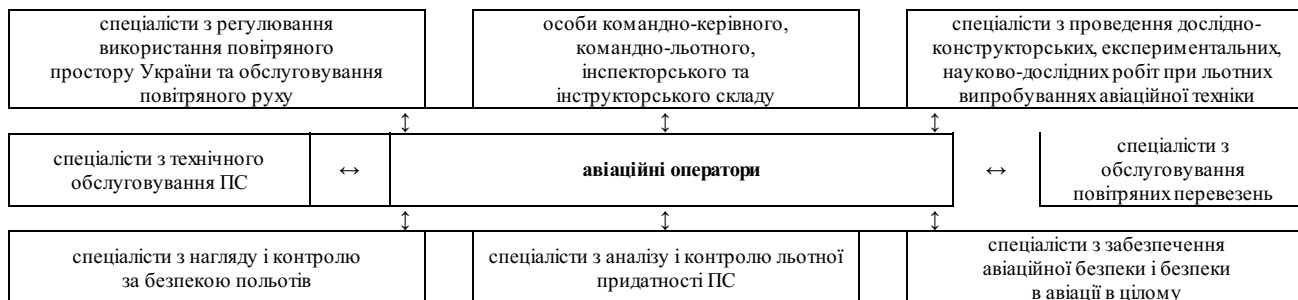 спеціалісти з регулювання
використання повітряного
простору України та обслуговування
повітряного руху
особи командно-керівного,
командно-льотного,
інспекторського та
інструкторського складу
спеціалісти з проведення дослідно-
конструкторських, експериментальних,
науково-дослідних робіт при льотних
випробуваннях авіаційної техніки
↕ ↕ ↕
спеціалісти з технічного
обслуговування ПС
↔
авіаційні оператори
↔
спеціалісти з
обслуговування
повітряних перевезень
↕ ↕ ↕
спеціалісти з нагляду і контролю
за безпекою польотів
спеціалісти з аналізу і контролю льотної
придатності ПС
спеціалісти з забезпечення
авіаційної безпеки і безпеки
в авіації в цілому